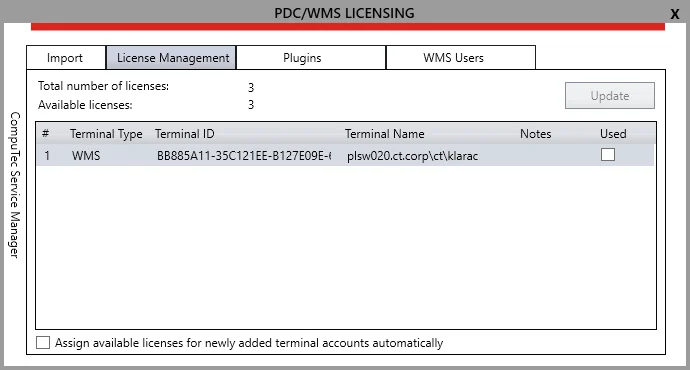 PDC/WMS LICENSING
X
CompuTec Service Manager
Import License Management Plugins WMS Users
Total number of licenses: 3
Available licenses: 3
Update
# Terminal Type Terminal ID Terminal Name Notes Used
1 WMS BB885A11-35C121EE-B127E09E- plsw020.ct.corp\ct\klarac
Assign available licenses for newly added terminal accounts automatically